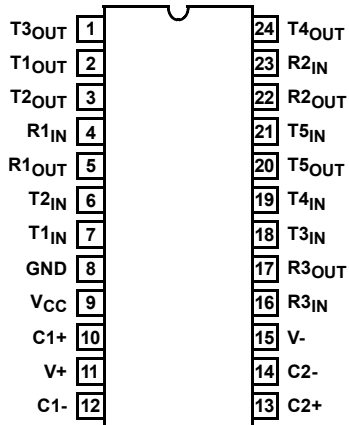 T3OUT 1 24 T4OUT
T1OUT 2 23 R2IN
T2OUT 3 22 R2OUT
R1IN 4 21 T5IN
R1OUT 5 20 T5OUT
T2IN 6 19 T4IN
T1IN 7 18 T3IN
GND 8 17 R3OUT
VCC 9 16 R3IN
C1+ 10 15 V-
V+ 11 14 C2-
C1- 12 13 C2+